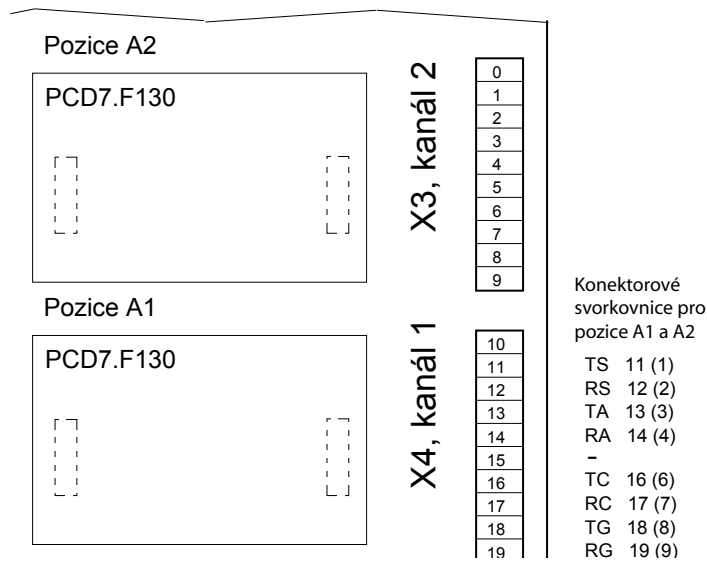 Pozice A2
PCD7.F130
X3, kanál 2
0
1
2
3
4
5
6
7
8
9
Pozice A1
PCD7.F130
X4, kanál 1
10
11
12
13
14
15
16
17
18
19
Konektorové
svorkovnice pro
pozice A1 a A2
TS 11 (1)
RS 12 (2)
TA 13 (3)
RA 14 (4)
–
TC 16 (6)
RC 17 (7)
TG 18 (8)
RG 19 (9)